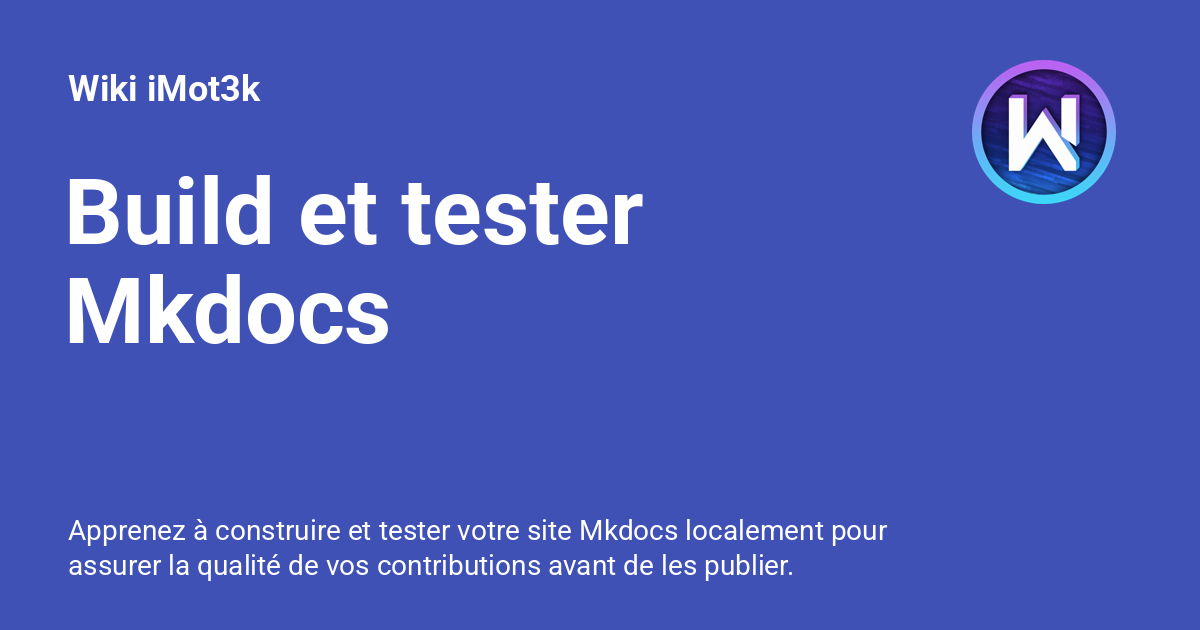 Wiki iMot3k
W
Build et tester
Mkdocs
Apprenez à construire et tester votre site Mkdocs localement pour
assurer la qualité de vos contributions avant de les publier.